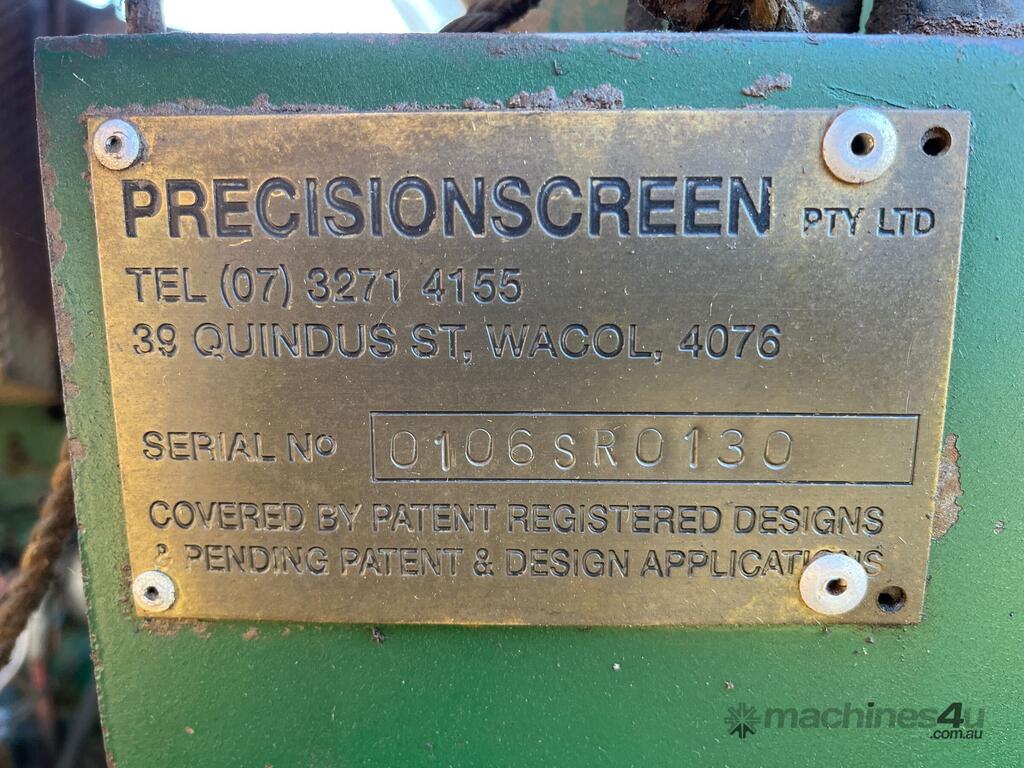 PRECISIONSCREEN PTY LTD
TEL (07) 3271 4155
39 QUINDUS ST, WACOL, 4076
SERIAL Nº 0106SR0130
COVERED BY PATENT REGISTERED DESIGNS
& PENDING PATENT & DESIGN APPLICATIONS
machines4u
.com.au